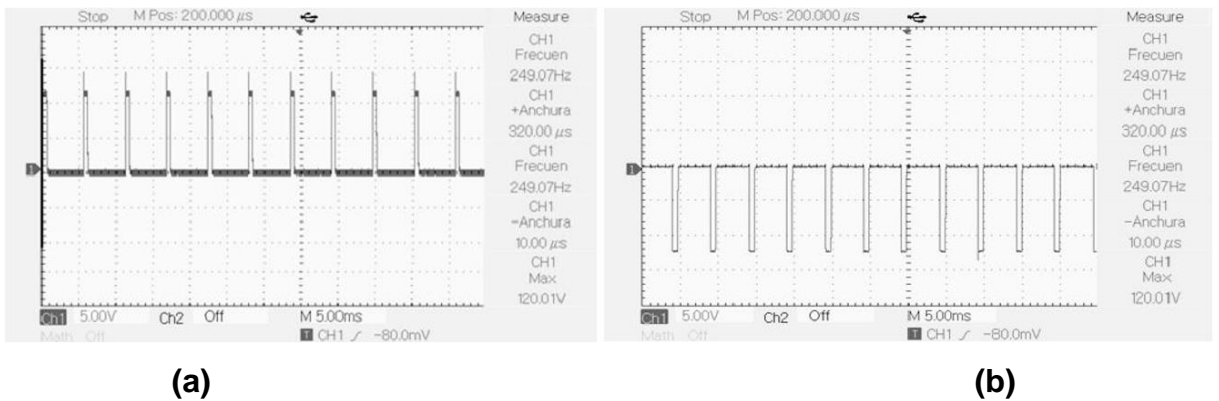 Stop M Pos: 200.000 µs
Measure
CH1
Frecuen
249.07Hz
CH1
+Anchura
320.00 µs
CH1
Frecuen
249.07Hz
CH1
-Anchura
10.00 µs
CH1
Max
120.01V
1
Ch1 5.00V Ch2 Off M 5.00ms
Math Off T CH1 -80.0mV
(a)
Stop M Pos: 200.000 µs
Measure
CH1
Frecuen
249.07Hz
CH1
+Anchura
320.00 µs
CH1
Frecuen
249.07Hz
CH1
-Anchura
10.00 µs
CH1
Max
120.01V
1
Ch1 5.00V Ch2 Off M 5.00ms
Math Off T CH1 -80.0mV
(b)